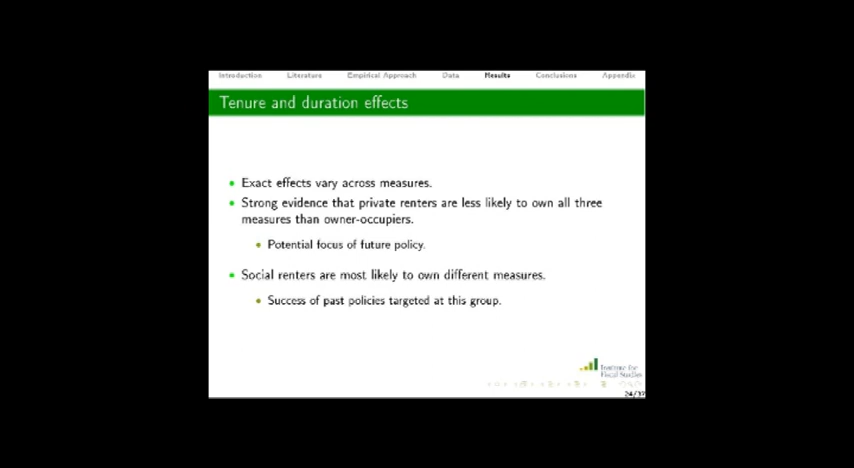 Introduction Literature Empirical Approach Data Results Conclusions Appendix
Tenure and duration effects
Exact effects vary across measures.
Strong evidence that private renters are less likely to own all three
measures than owner-occupiers.
Potential focus of future policy.
Social renters are most likely to own different measures.
Success of past policies targeted at this group.
Institute for
Fiscal Studies
24/37